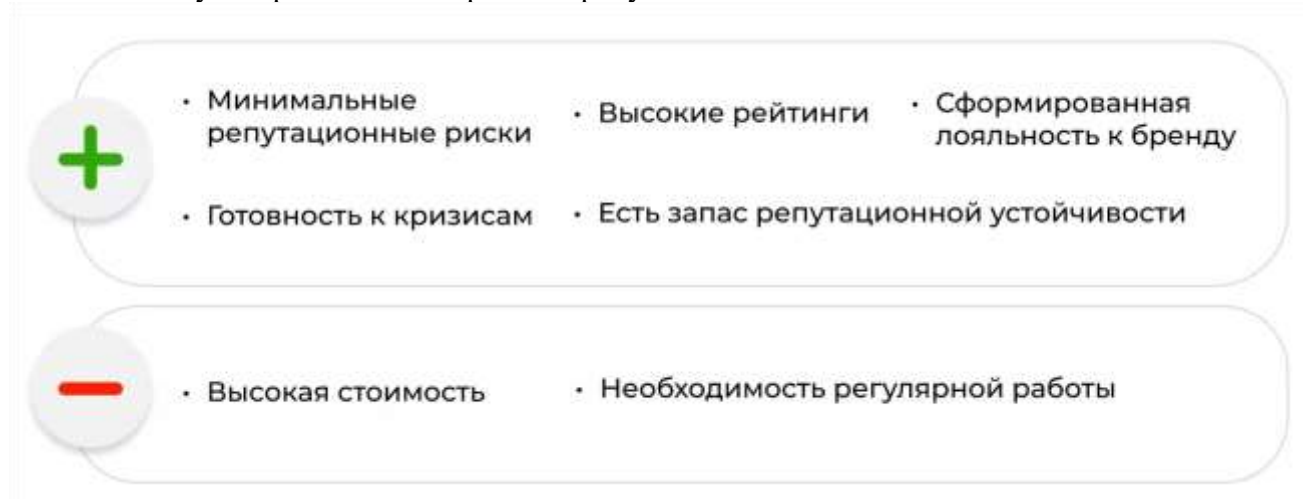 • Минимальные
репутационные риски
• Высокие рейтинги
• Сформированная
лояльность к бренду
• Готовность к кризисам
• Есть запас репутационной устойчивости
• Высокая стоимость
• Необходимость регулярной работы